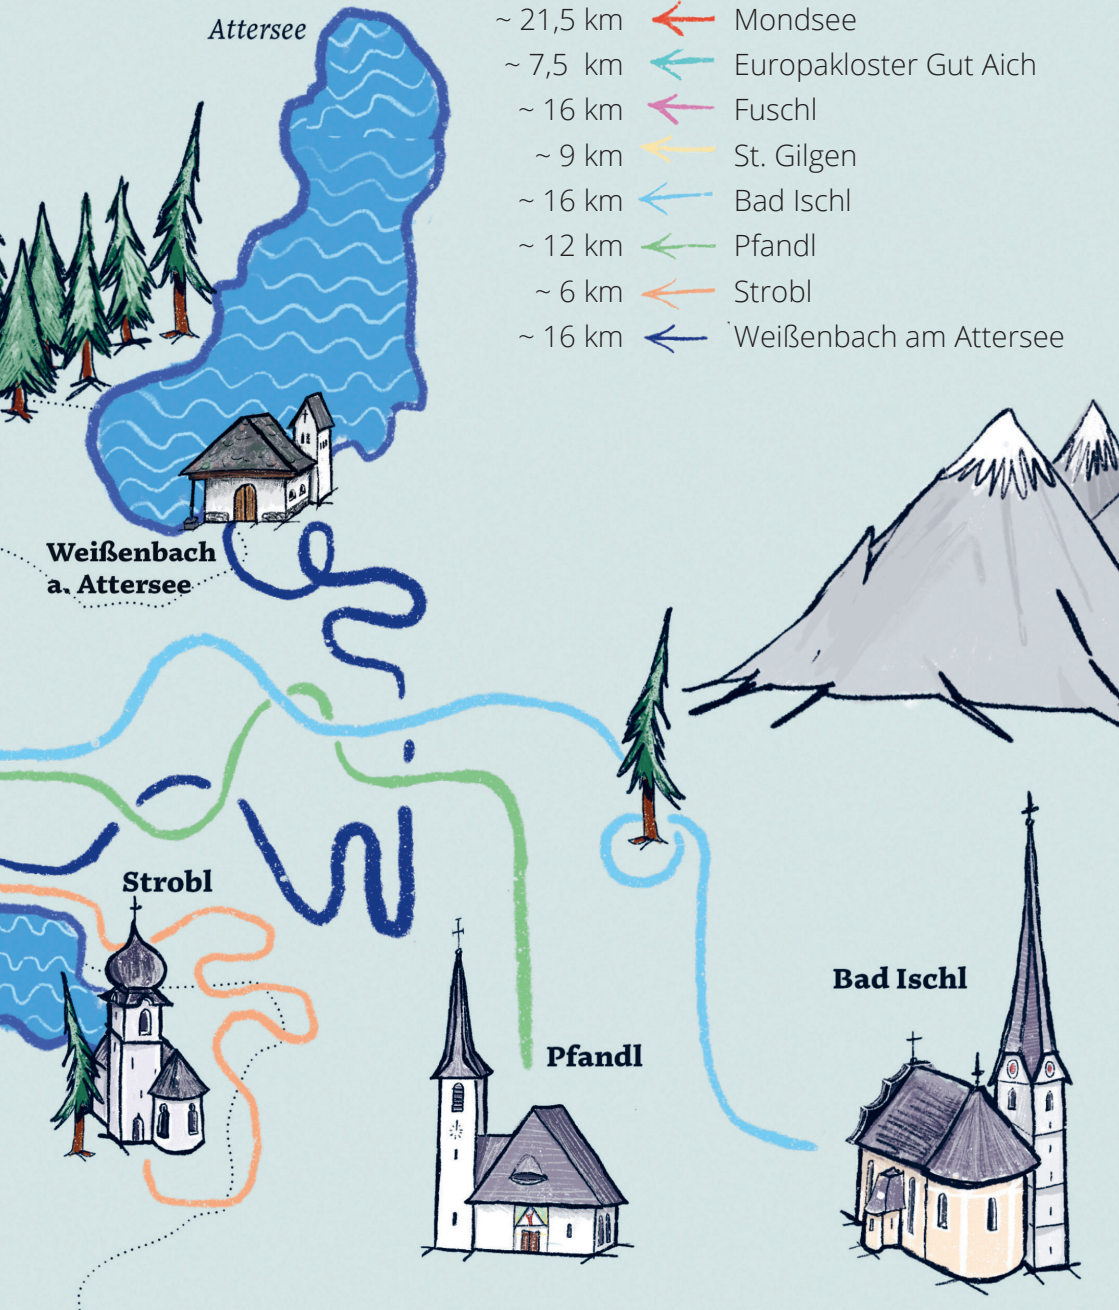 Attersee
~ 21,5 km Mondsee
~ 7,5 km Europakloster Gut Aich
~ 16 km Fuschl
~ 9 km St. Gilgen
~ 16 km Bad Ischl
~ 12 km Pfandl
~ 6 km Strobl
~ 16 km Weißenbach am Attersee
Weißenbach
a. Attersee
Strobl
Bad Ischl
Pfandl